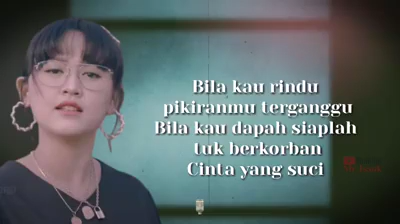 Bila kau rindu
pikiranmu terganggu
Bila kau dapah siaplah
tuk berkorban
Cinta yang suci